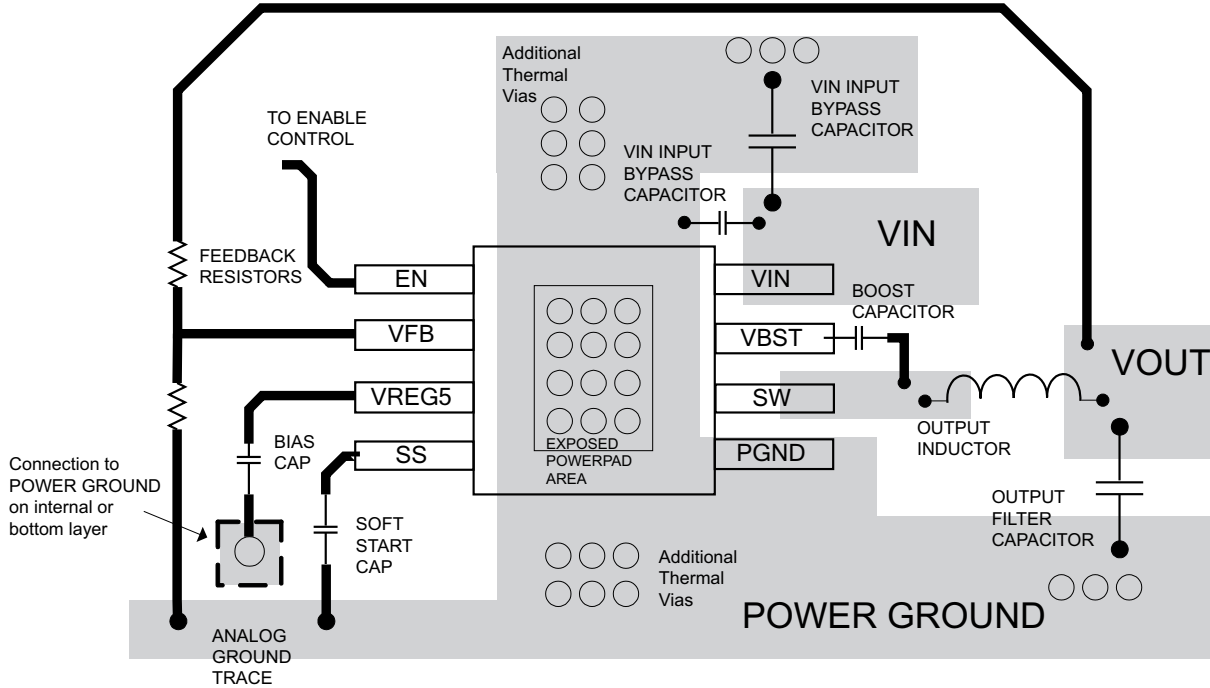 Additional
Thermal
Vias
VIN INPUT
BYPASS
CAPACITOR
TO ENABLE
CONTROL
VIN INPUT
BYPASS
CAPACITOR
VIN
FEEDBACK
RESISTORS
EN
VIN
BOOST
CAPACITOR
VFB
VBST
VOUT
VREG5
SW
OUTPUT
INDUCTOR
BIAS
CAP
SS
EXPOSED
POWERPAD
AREA
PGND
Connection to
POWER GROUND
on internal or
bottom layer
OUTPUT
FILTER
CAPACITOR
SOFT
START
CAP
Additional
Thermal
Vias
POWER GROUND
ANALOG
GROUND
TRACE